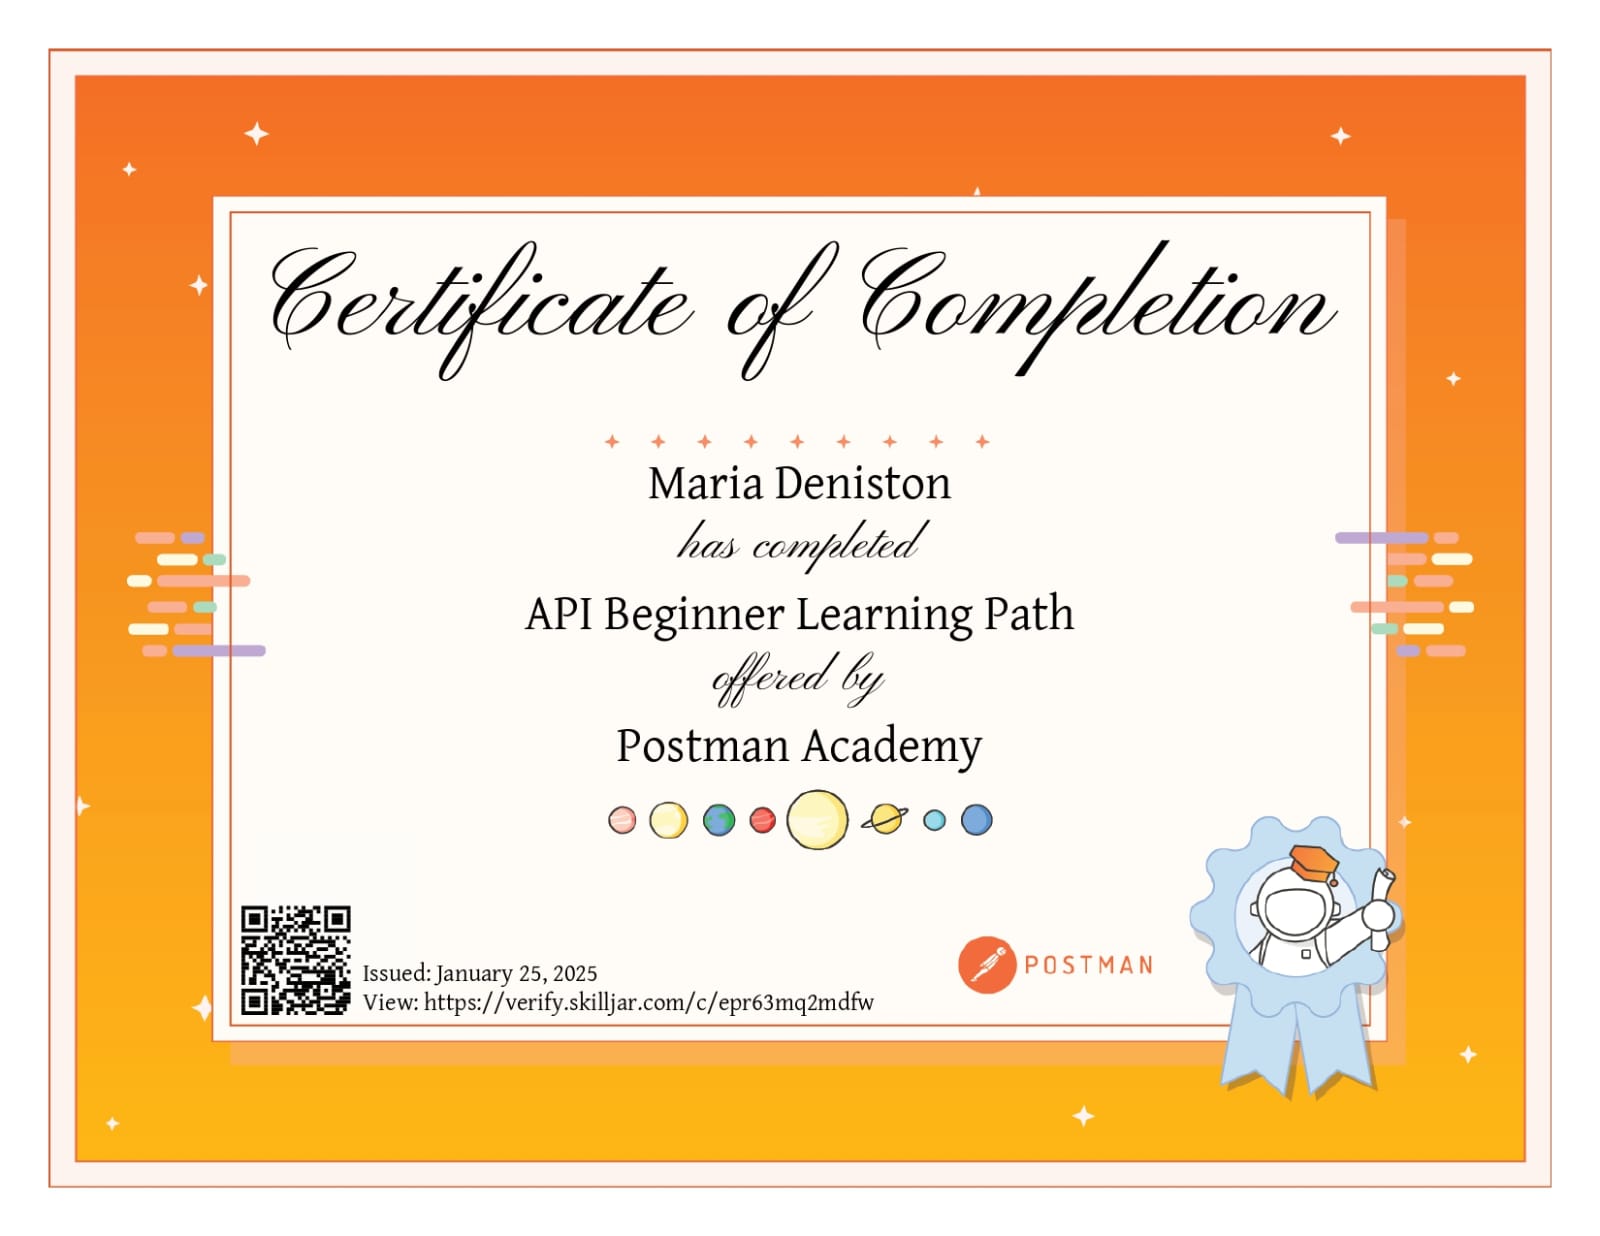 Certificate of Completion
Maria Deniston
has completed
API Beginner Learning Path
offered by
Postman Academy
Issued: January 25, 2025
View: https://verify.skilljar.com/c/epr63mq2mdfw
POSTMAN